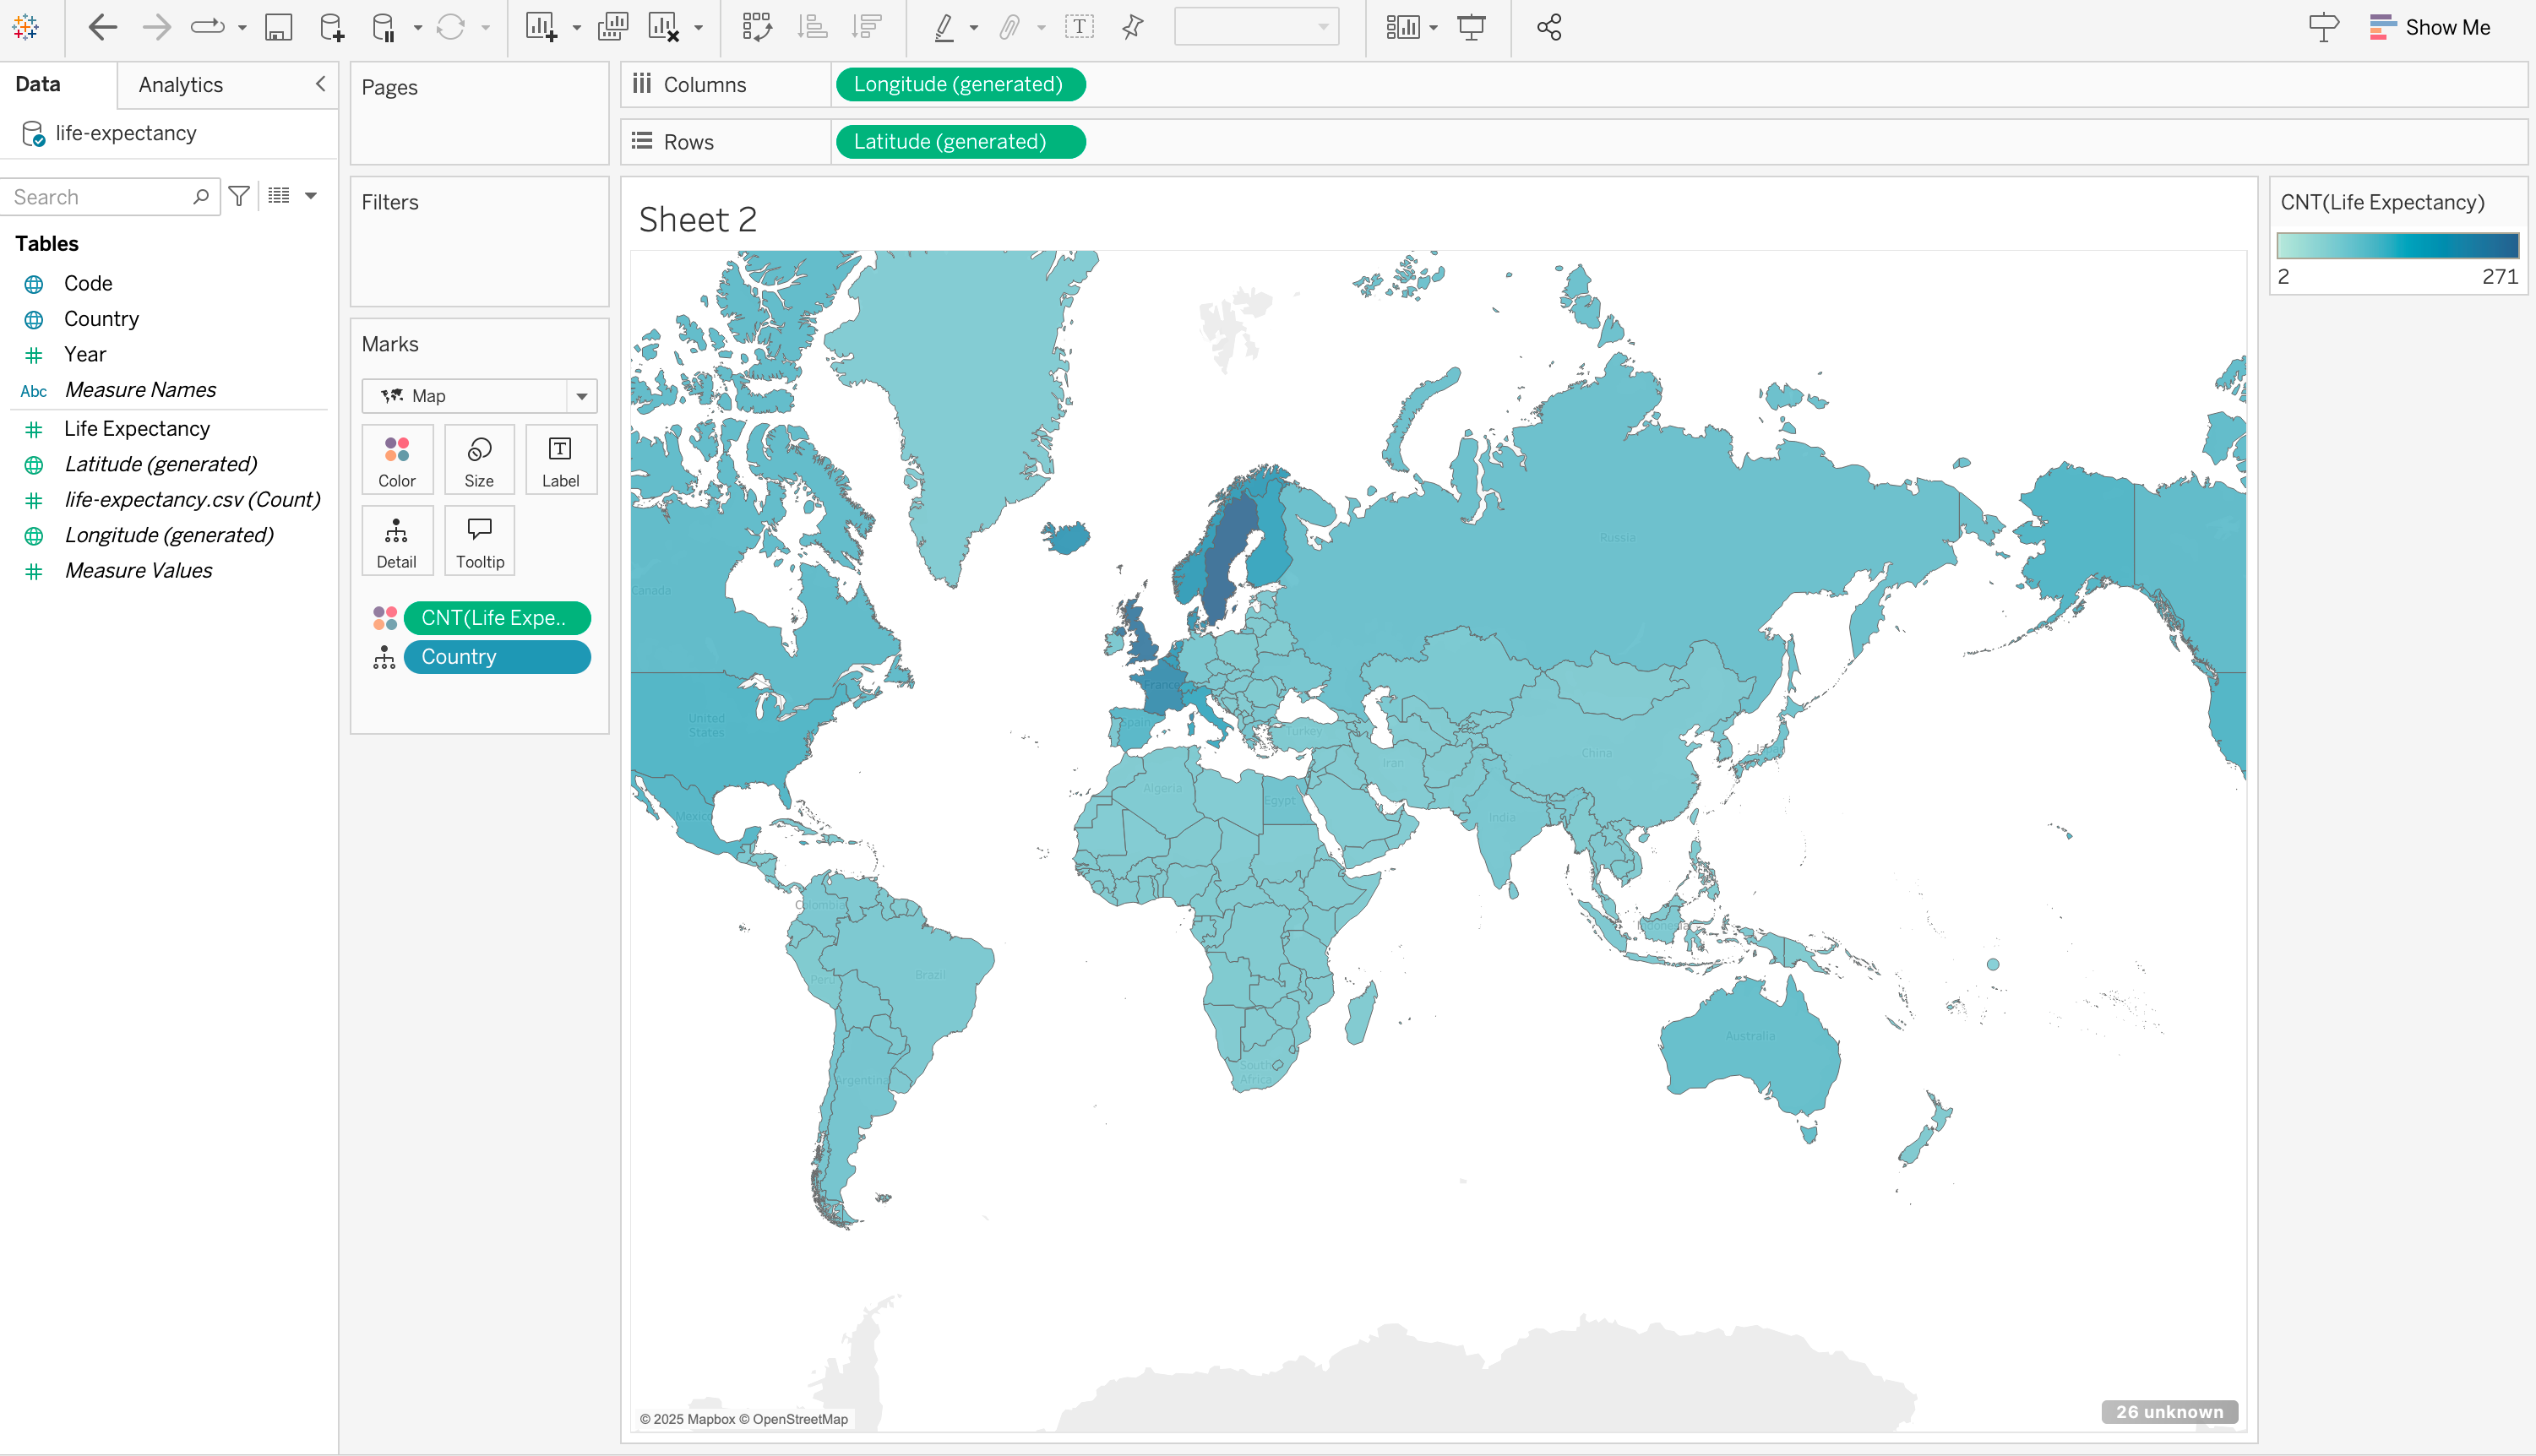 Show Me
Data
Analytics
life-expectancy
Search
Tables
Code
Country
Year
Abc
Measure Names
Life Expectancy
Latitude (generated)
life-expectancy.csv (Count)
Longitude (generated)
Measure Values
Pages
Filters
Marks
Map
Color
Size
Label
Detail
Tooltip
CNT(Life Expe..
Country
Columns
Longitude (generated)
Rows
Latitude (generated)
Sheet 2
Russia
Canada
France
United
States
Spain
Turkey
China
Iran
Algeria
Egypt
Mexico
India
Colombia
Indonesia
Brazil
Peru
Australia
South
Africa
Argentina
© 2025 Mapbox © OpenStreetMap
26 unknown
CNT(Life Expectancy)
2
271